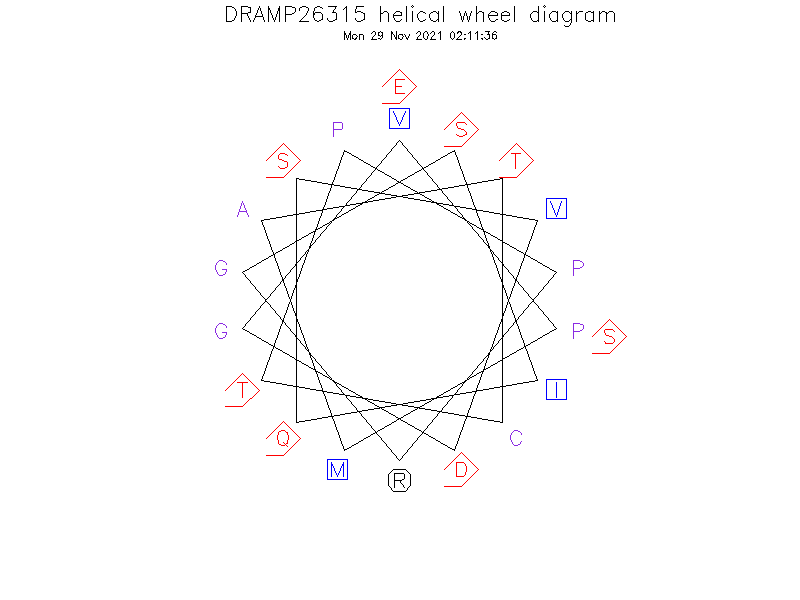 DRAMP26315 helical wheel diagram
Mon 29 Nov 2021 02:11:36
E
P V S
S T
A V
G P
G P S
T I
Q C
M R D